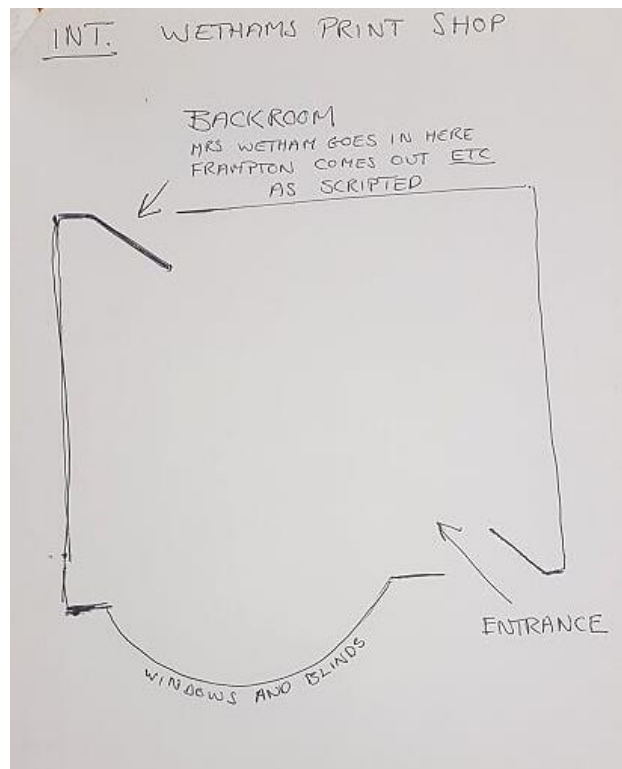 INT. WETHAMS PRINT SHOP
BACKROOM
MRS WETHAM GOES IN HERE
FRAMPTON COMES OUT ETC
AS SCRIPTED
ENTRANCE
WINDOWS AND BLINDS